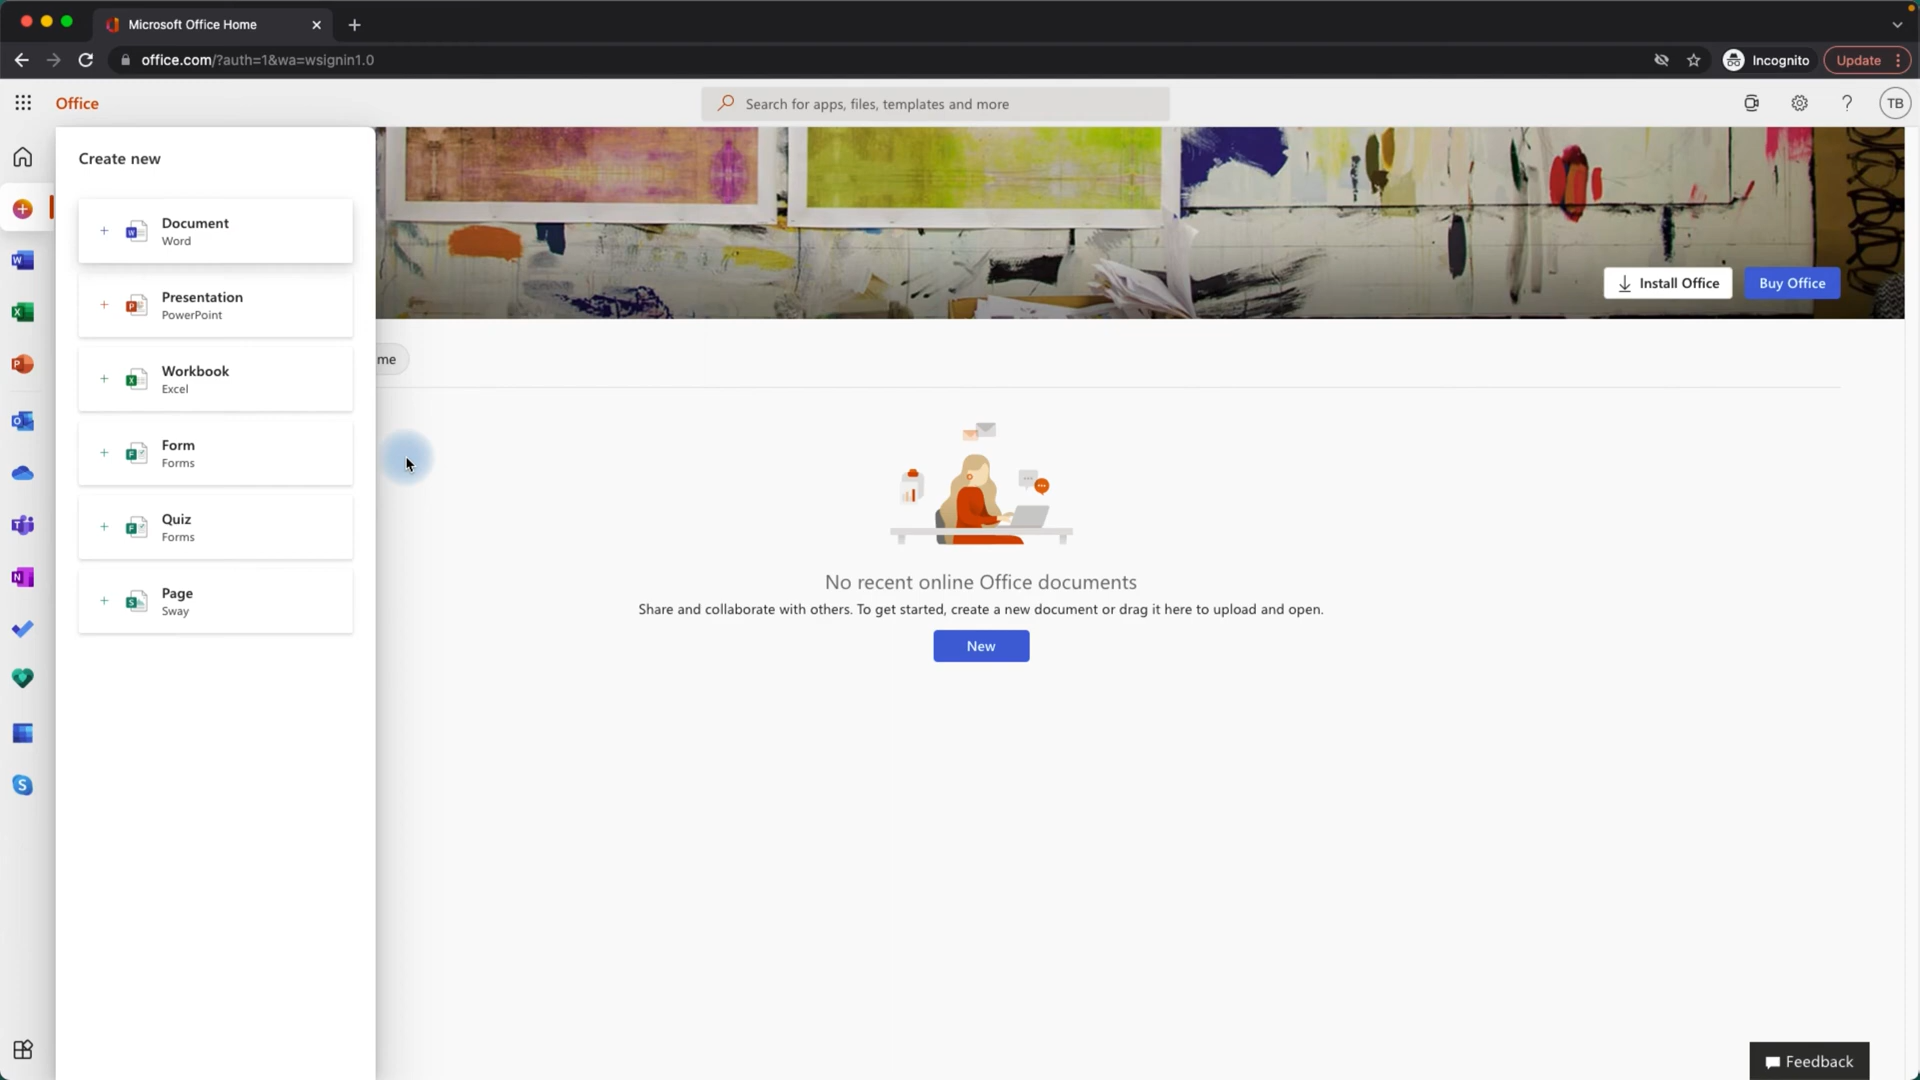 Microsoft Office Home
office.com/?auth=1&wa=wsignin1.0
Incognito
Update
Office
Search for apps, files, templates and more
TB
Create new
Document
Word
Presentation
PowerPoint
Workbook
Excel
Form
Forms
Quiz
Forms
Page
Sway
Install Office
Buy Office
me
No recent online Office documents
Share and collaborate with others. To get started, create a new document or drag it here to upload and open.
New
Feedback